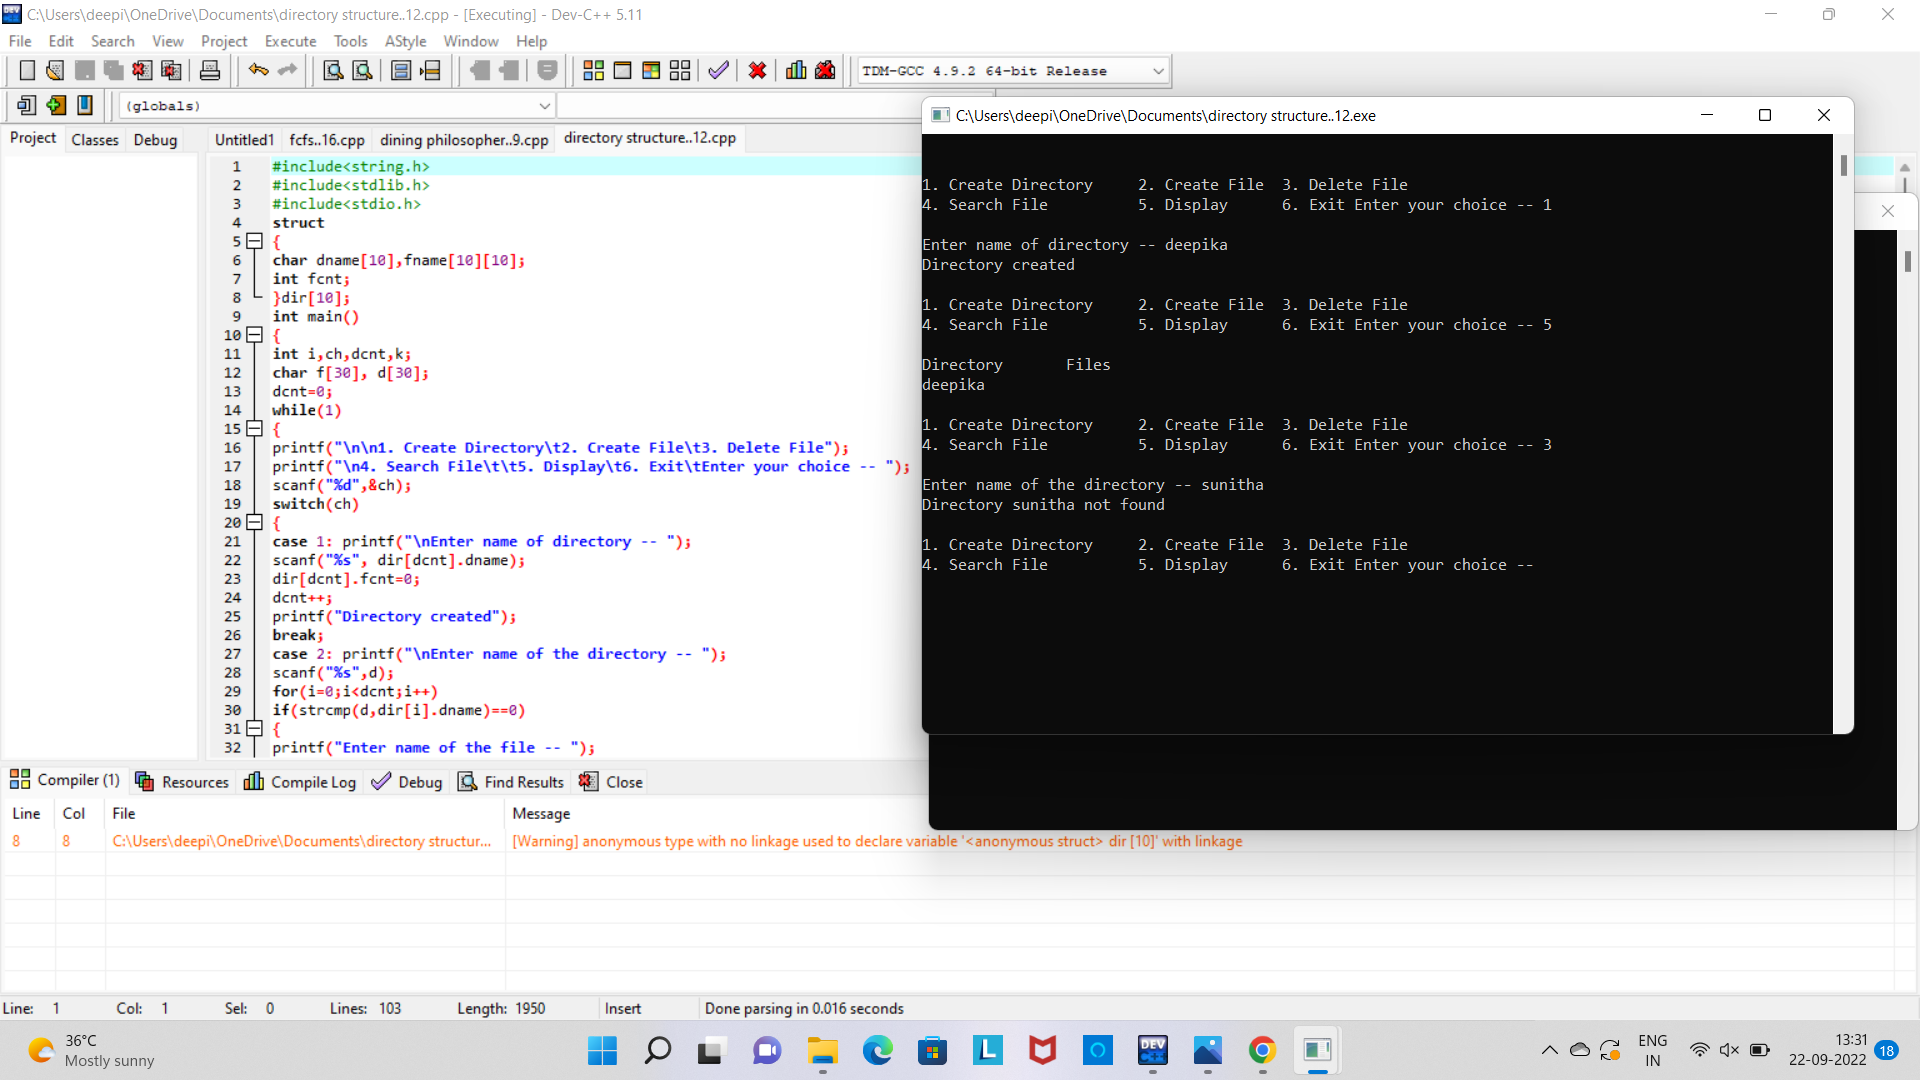 C:\Users\deepi\OneDrive\Documents\directory structure..12.cpp - [Executing] - Dev-C++ 5.11
File Edit Search View Project Execute Tools AStyle Window Help
TDM-GCC 4.9.2 64-bit Release
(globals)
Project Classes Debug
Untitled1 fcfs..16.cpp dining philosopher..9.cpp directory structure..12.cpp
1 #include<string.h>
2 #include<stdlib.h>
3 #include<stdio.h>
4 struct
5 {
6 char dname[10],fname[10][10];
7 int fcnt;
8 }dir[10];
9 int main()
10 {
11 int i,ch,dcnt,k;
12 char f[30], d[30];
13 dcnt=0;
14 while(1)
15 {
16 printf("\n\n1. Create Directory\t2. Create File\t3. Delete File");
17 printf("\n4. Search File\t\t5. Display\t6. Exit\tEnter your choice -- ");
18 scanf("%d",&ch);
19 switch(ch)
20 {
21 case 1: printf("\nEnter name of directory -- ");
22 scanf("%s", dir[dcnt].dname);
23 dir[dcnt].fcnt=0;
24 dcnt++;
25 printf("Directory created");
26 break;
27 case 2: printf("\nEnter name of the directory -- ");
28 scanf("%s",d);
29 for(i=0;i<dcnt;i++)
30 if(strcmp(d,dir[i].dname)==0)
31 {
32 printf("Enter name of the file -- ");
C:\Users\deepi\OneDrive\Documents\directory structure..12.exe
1. Create Directory 2. Create File 3. Delete File
4. Search File 5. Display 6. Exit Enter your choice -- 1
Enter name of directory -- deepika
Directory created
1. Create Directory 2. Create File 3. Delete File
4. Search File 5. Display 6. Exit Enter your choice -- 5
Directory Files
deepika
1. Create Directory 2. Create File 3. Delete File
4. Search File 5. Display 6. Exit Enter your choice -- 3
Enter name of the directory -- sunitha
Directory sunitha not found
1. Create Directory 2. Create File 3. Delete File
4. Search File 5. Display 6. Exit Enter your choice --
Compiler (1) Resources Compile Log Debug Find Results Close
Line Col File Message
8 8 C:\Users\deepi\OneDrive\Documents\directory structur... [Warning] anonymous type with no linkage used to declare variable '<anonymous struct> dir [10]' with linkage
Line: 1 Col: 1 Sel: 0 Lines: 103 Length: 1950 Insert Done parsing in 0.016 seconds
36°C
Mostly sunny
DEV
ENG
IN
13:31
22-09-2022
18